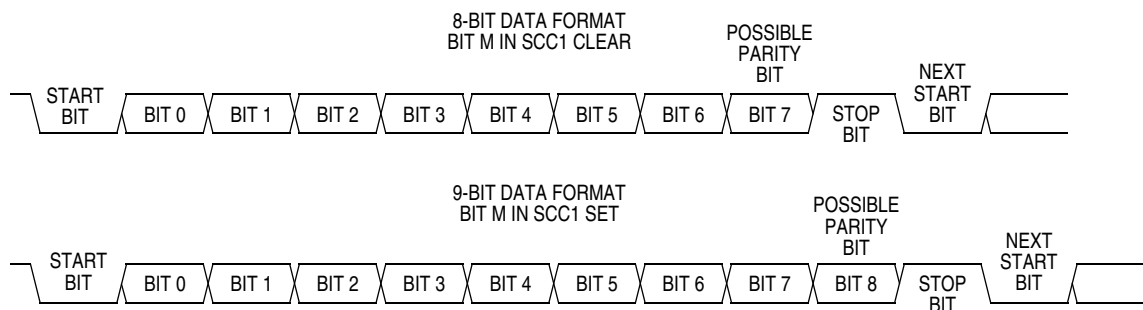 8-BIT DATA FORMAT
BIT M IN SCC1 CLEAR
POSSIBLE
PARITY
BIT
NEXT
START
BIT
START
BIT
BIT 0
BIT 1
BIT 2
BIT 3
BIT 4
BIT 5
BIT 6
BIT 7
STOP
BIT
9-BIT DATA FORMAT
BIT M IN SCC1 SET
POSSIBLE
PARITY
BIT
NEXT
START
BIT
START
BIT
BIT 0
BIT 1
BIT 2
BIT 3
BIT 4
BIT 5
BIT 6
BIT 7
BIT 8
STOP
BIT